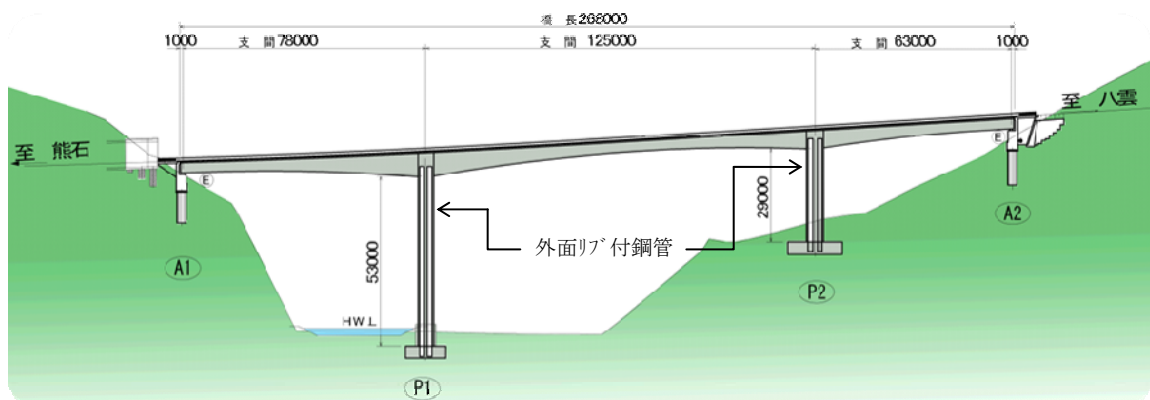 橋 長268000
1000 支 間78000 支 間125000 支 間63000 1000
至 八雲
至 熊石
E
E
29000
A2
外面ﾘﾌﾞ付鋼管
53000
A1
P2
H.W.L
P1